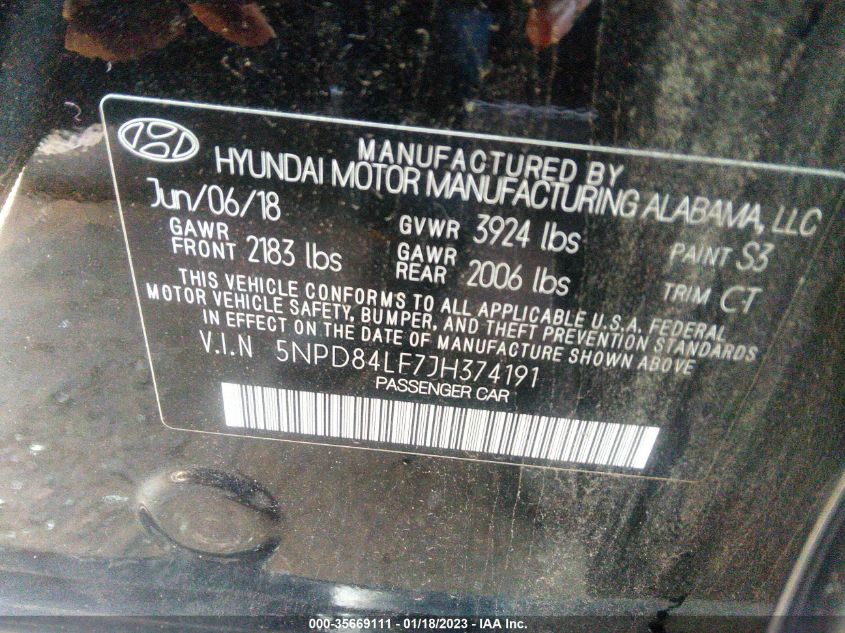 MANUFACTURED BY
HYUNDAI MOTOR MANUFACTURING ALABAMA, LLC
Jun/06/18
GAWR FRONT 2183 lbs
GVWR 3924 lbs
GAWR REAR 2006 lbs
PAINT S3
TRIM CT
THIS VEHICLE CONFORMS TO ALL APPLICABLE U.S.A. FEDERAL
MOTOR VEHICLE SAFETY, BUMPER, AND THEFT PREVENTION STANDARDS
IN EFFECT ON THE DATE OF MANUFACTURE SHOWN ABOVE
V.I.N 5NPD84LF7JH374191
PASSENGER CAR
000-35669111 - 01/18/2023 - IAA Inc.